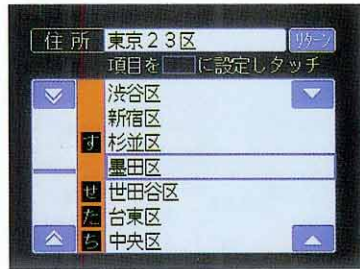 住所 東京23区 リターン
項目を に設定しタッチ
渋谷区
新宿区
す 杉並区
墨田区
せ 世田谷区
た 台東区
ち 中央区